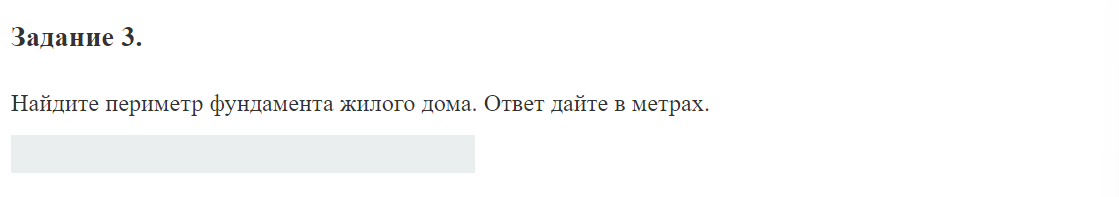 Задание 3.
Найдите периметр фундамента жилого дома. Ответ дайте в метрах.